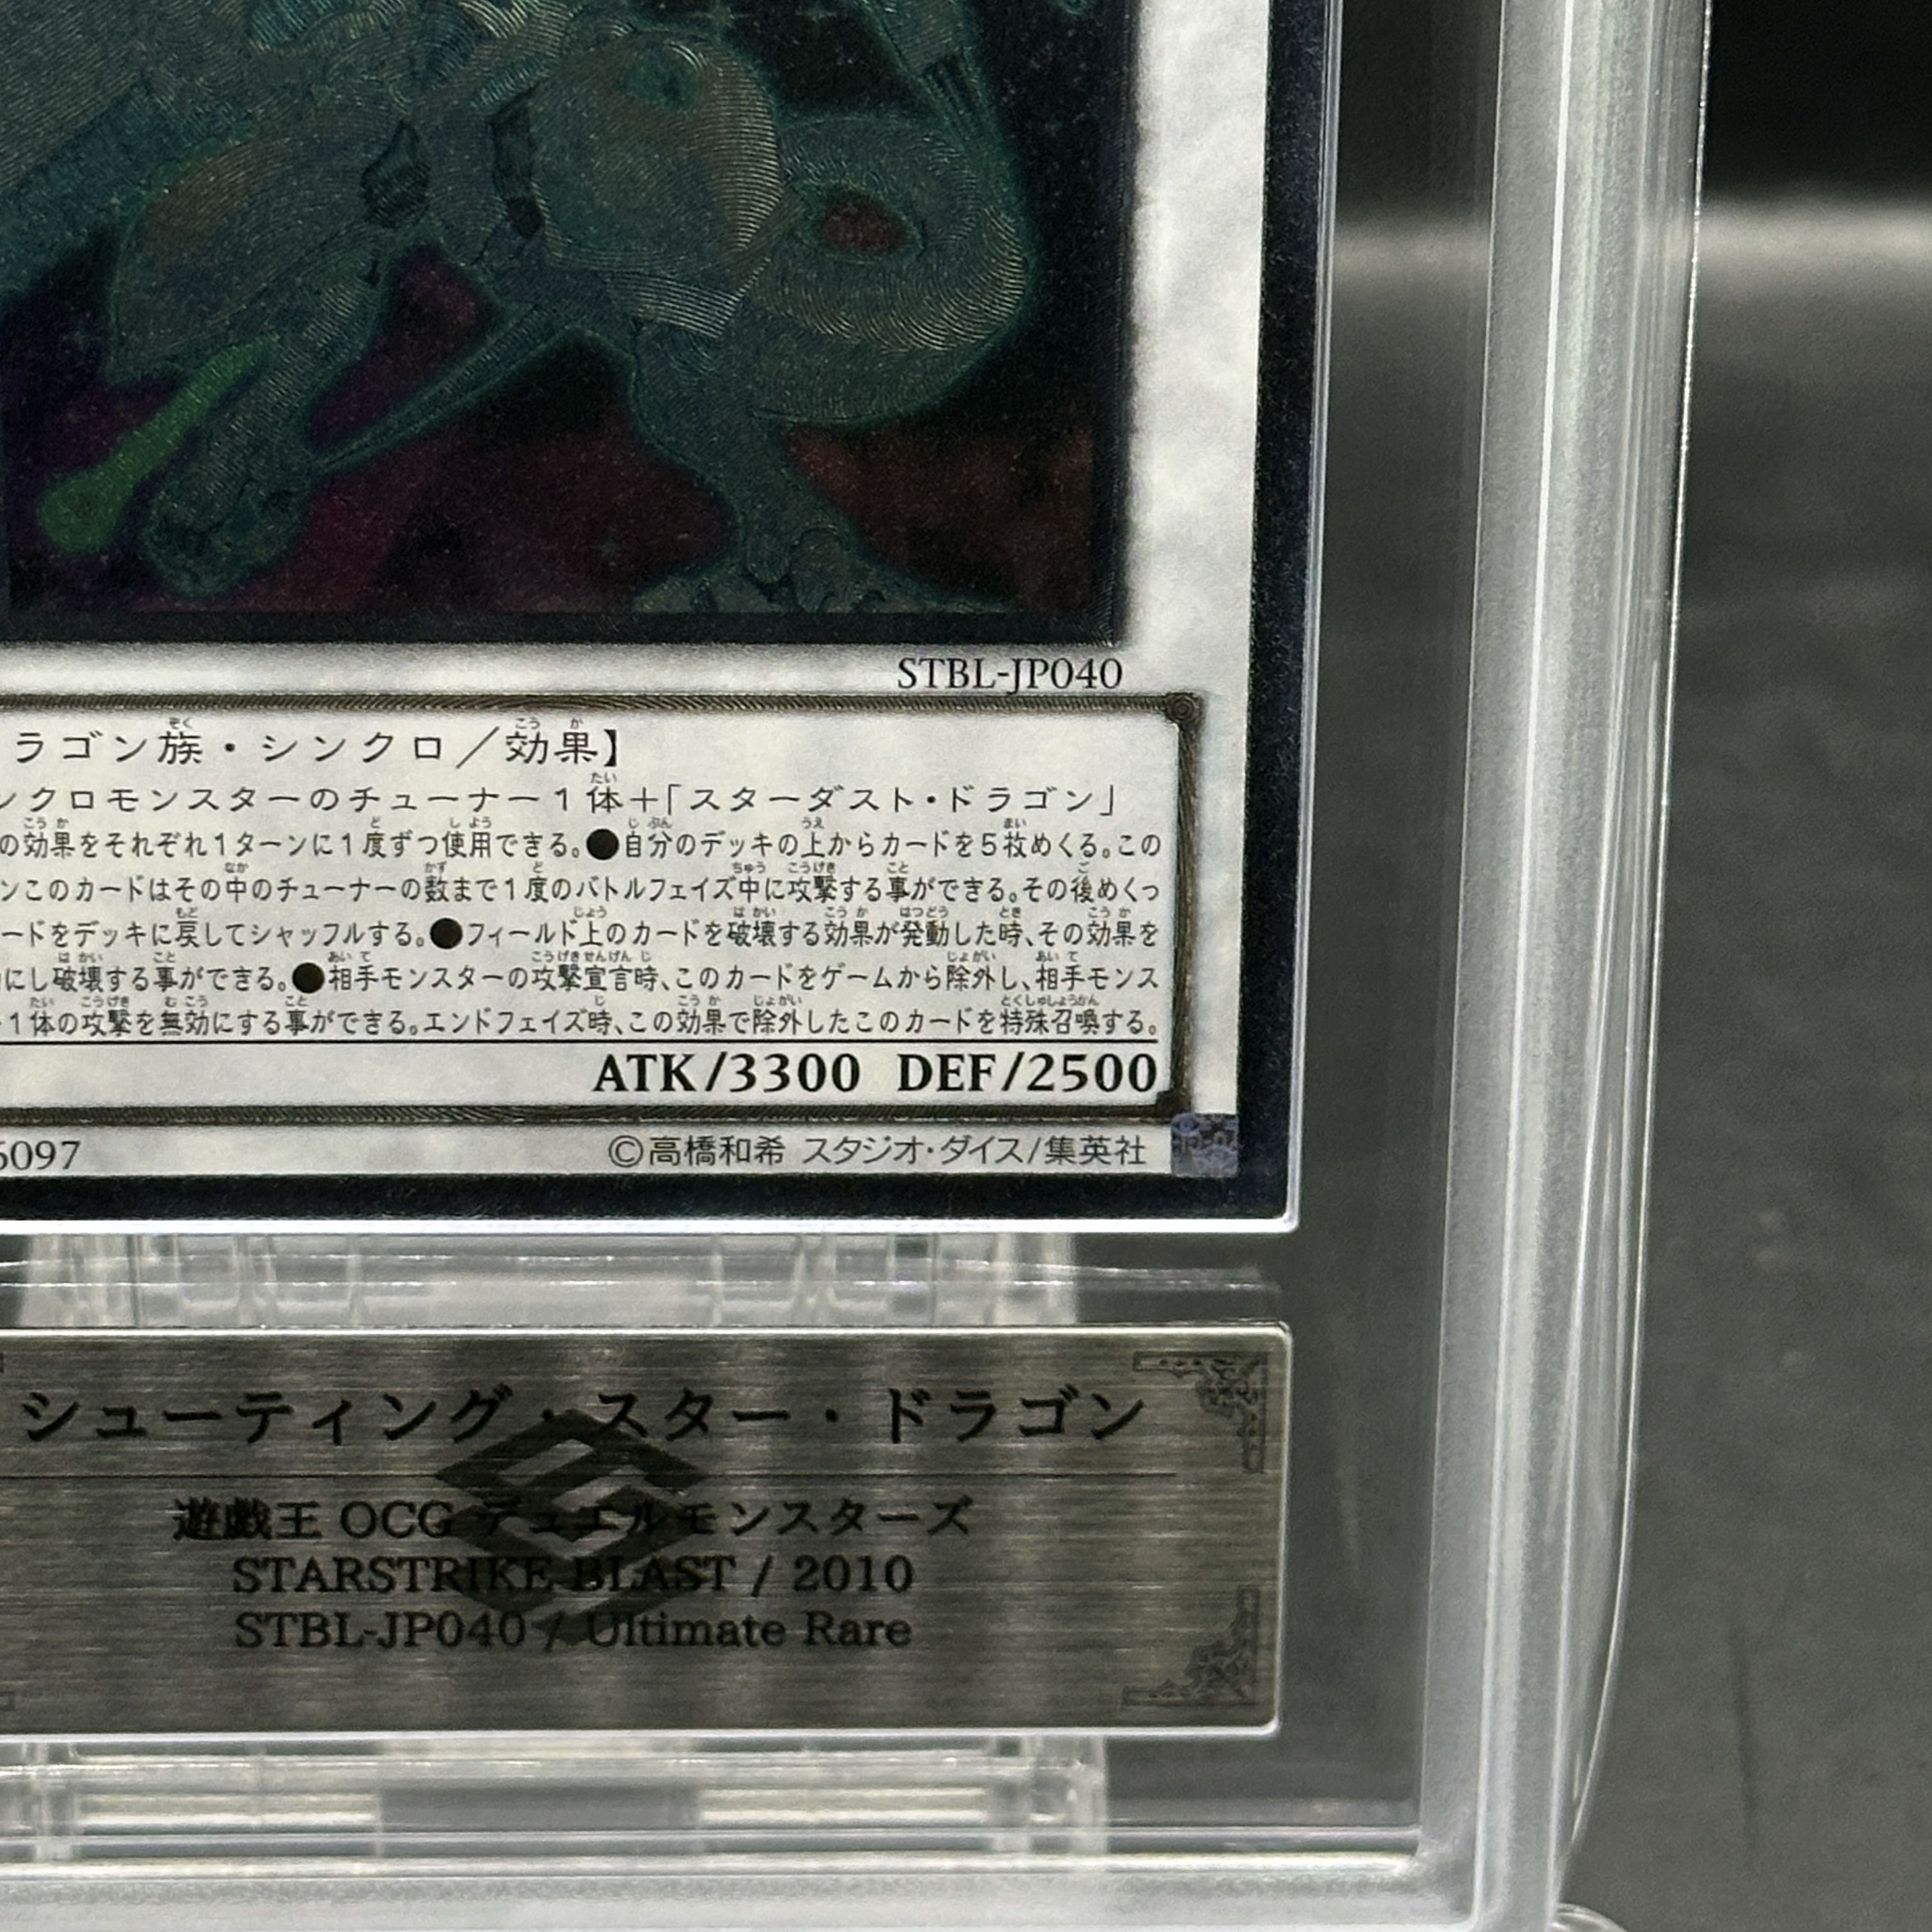 STBL-JP040
ラゴン族・シンクロ／効果】
ンクロモンスターのチューナー１体＋「スターダスト・ドラゴン」
の効果をそれぞれ１ターンに１度ずつ使用できる。●自分のデッキの上からカードを５枚めくる。この
ンこのカードはその中のチューナーの数まで１度のバトルフェイズ中に攻撃する事ができる。その後めくっ
ードをデッキに戻してシャッフルする。●フィールド上のカードを破壊する効果が発動した時、その効果を
にし破壊する事ができる。●相手モンスターの攻撃宣言時、このカードをゲームから除外し、相手モンス
１体の攻撃を無効にする事ができる。エンドフェイズ時、この効果で除外したこのカードを特殊召喚する。
ATK/3300 DEF/2500
6097 ©高橋和希 スタジオ・ダイス/集英社
シューティング・スター・ドラゴン
遊戯王 OCG デュエルモンスターズ
STARSTRIKE BLAST / 2010
STBL-JP040 / Ultimate Rare